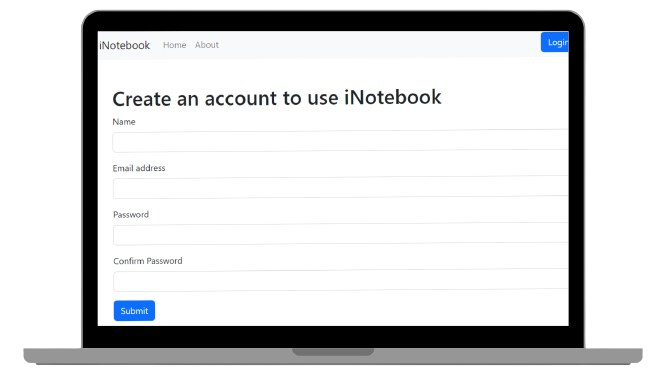 iNotebook Home About Login
Create an account to use iNotebook
Name
Email address
Password
Confirm Password
Submit